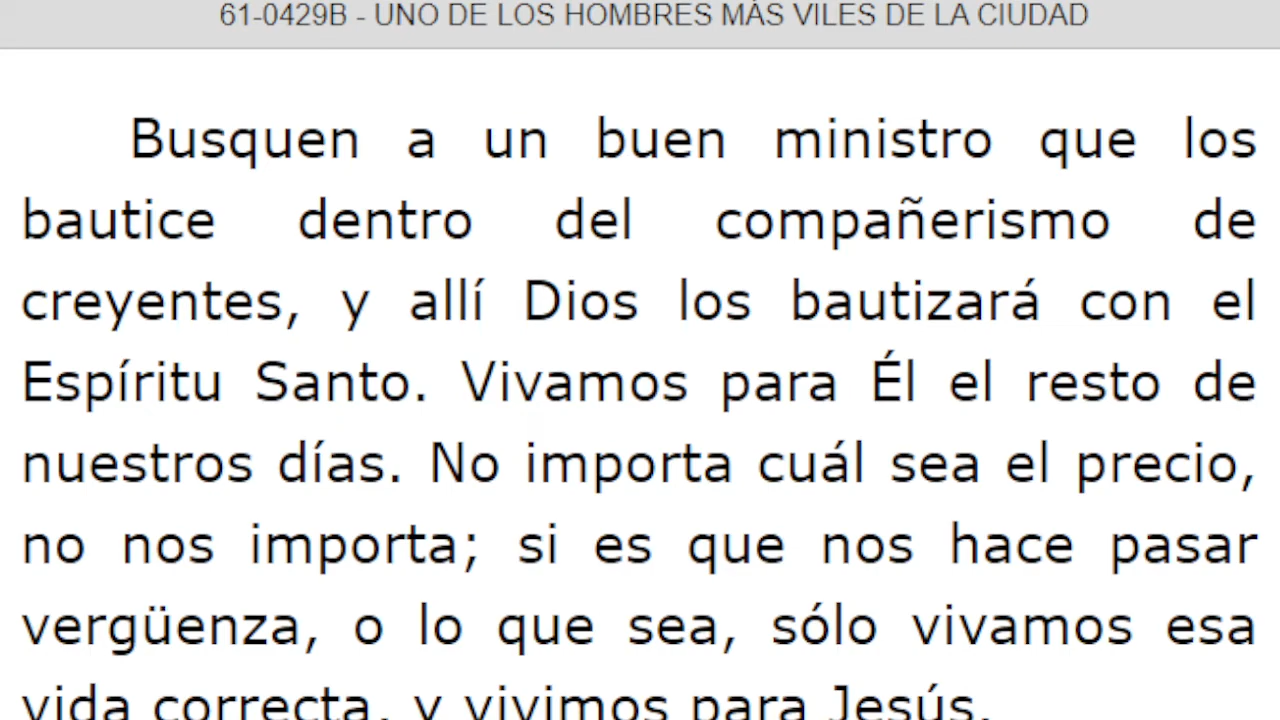 61-0429B - UNO DE LOS HOMBRES MÁS VILES DE LA CIUDAD
Busquen a un buen ministro que los
bautice dentro del compañerismo de
creyentes, y allí Dios los bautizará con el
Espíritu Santo. Vivamos para Él el resto de
nuestros días. No importa cuál sea el precio,
no nos importa; si es que nos hace pasar
vergüenza, o lo que sea, sólo vivamos esa
vida correcta, y vivimos para Jesús.